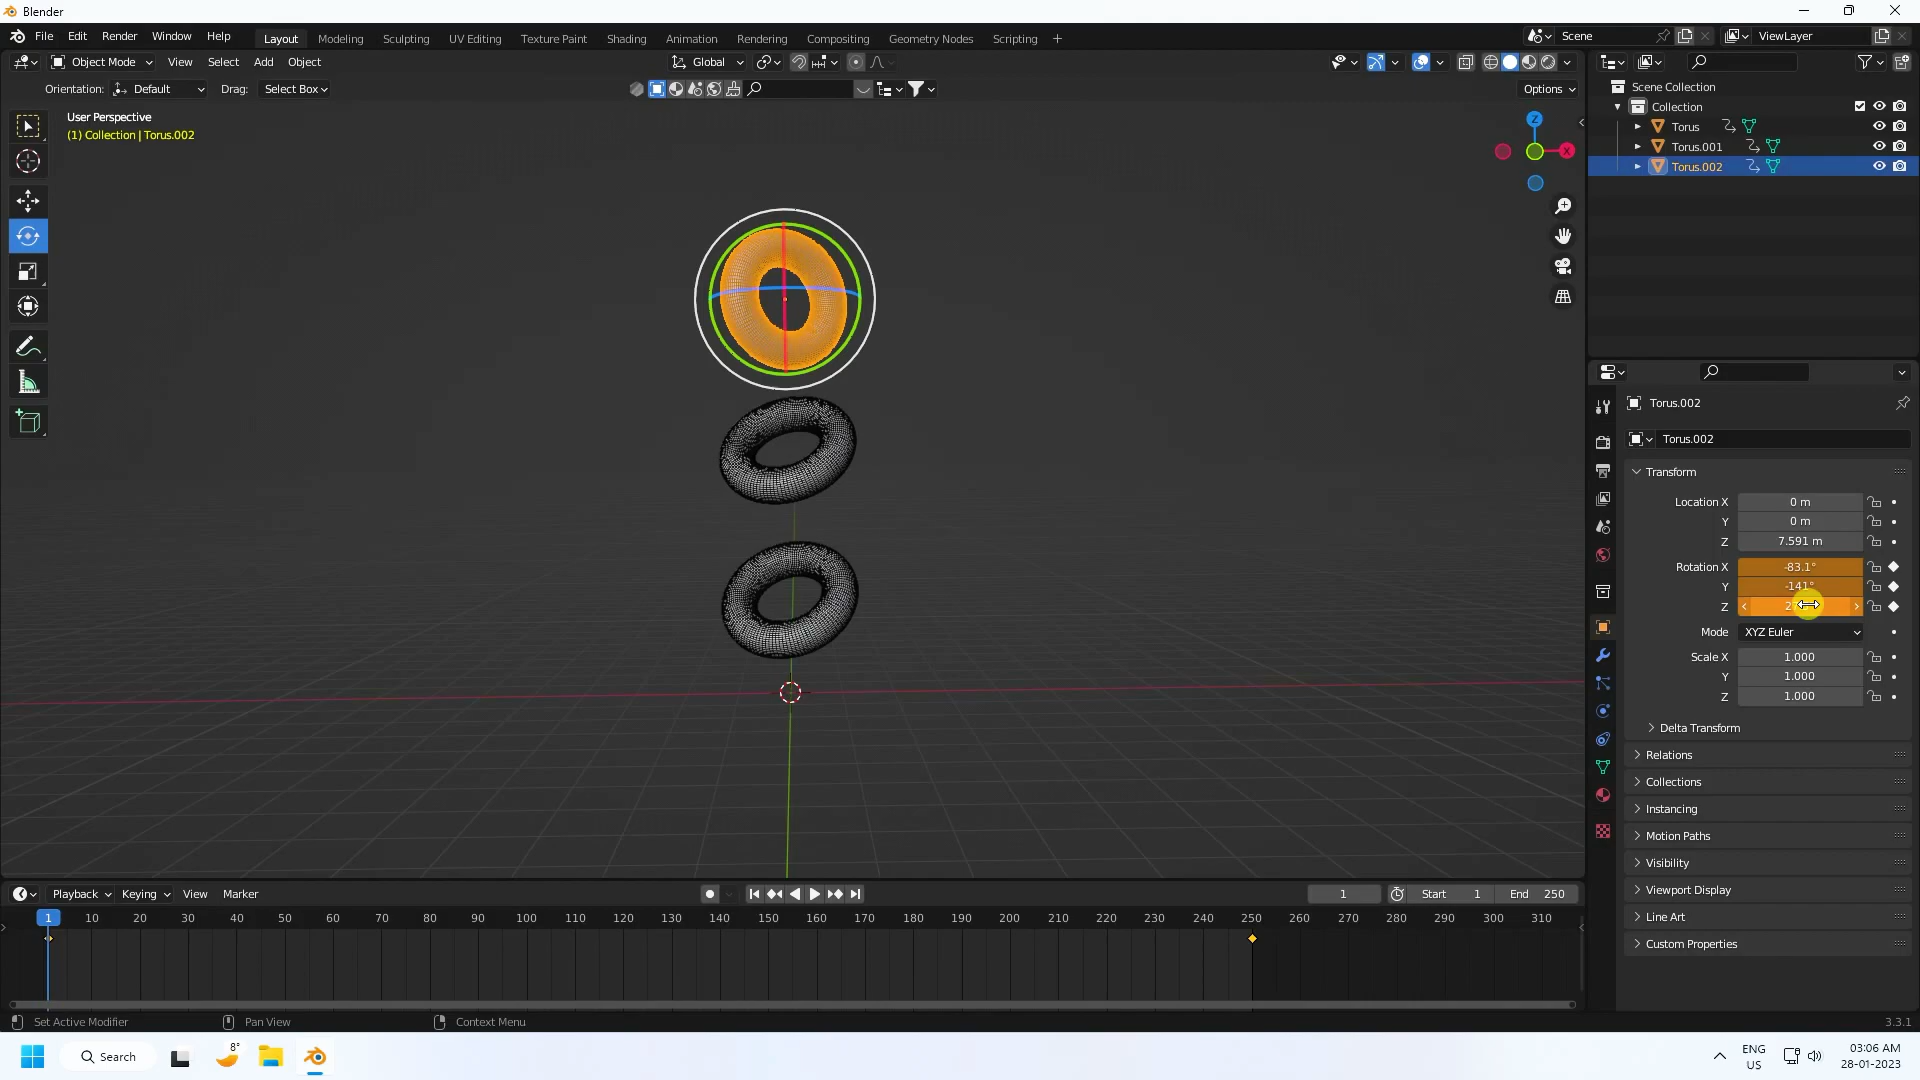 Blender
File Edit Render Window Help Layout Modeling Sculpting UV Editing Texture Paint Shading Animation Rendering Compositing Geometry Nodes Scripting + Scene ViewLayer
Object Mode View Select Add Object Global
Orientation: Default Drag: Select Box Options
User Perspective
(1) Collection | Torus.002
Z
X
Scene Collection
Collection
Torus
Torus.001
Torus.002
Torus.002
Torus.002
Transform
Location X 0 m
Y 0 m
Z 7.591 m
Rotation X -83.1°
Y -141°
Z
Mode XYZ Euler
Scale X 1.000
Y 1.000
Z 1.000
Delta Transform
Relations
Collections
Instancing
Motion Paths
Visibility
Viewport Display
Line Art
Custom Properties
Playback Keying View Marker 1 Start 1 End 250
1 10 20 30 40 50 60 70 80 90 100 110 120 130 140 150 160 170 180 190 200 210 220 230 240 250 260 270 280 290 300 310
Set Active Modifier Pan View Context Menu 3.3.1
Search 8° ENG US 03:06 AM
28-01-2023